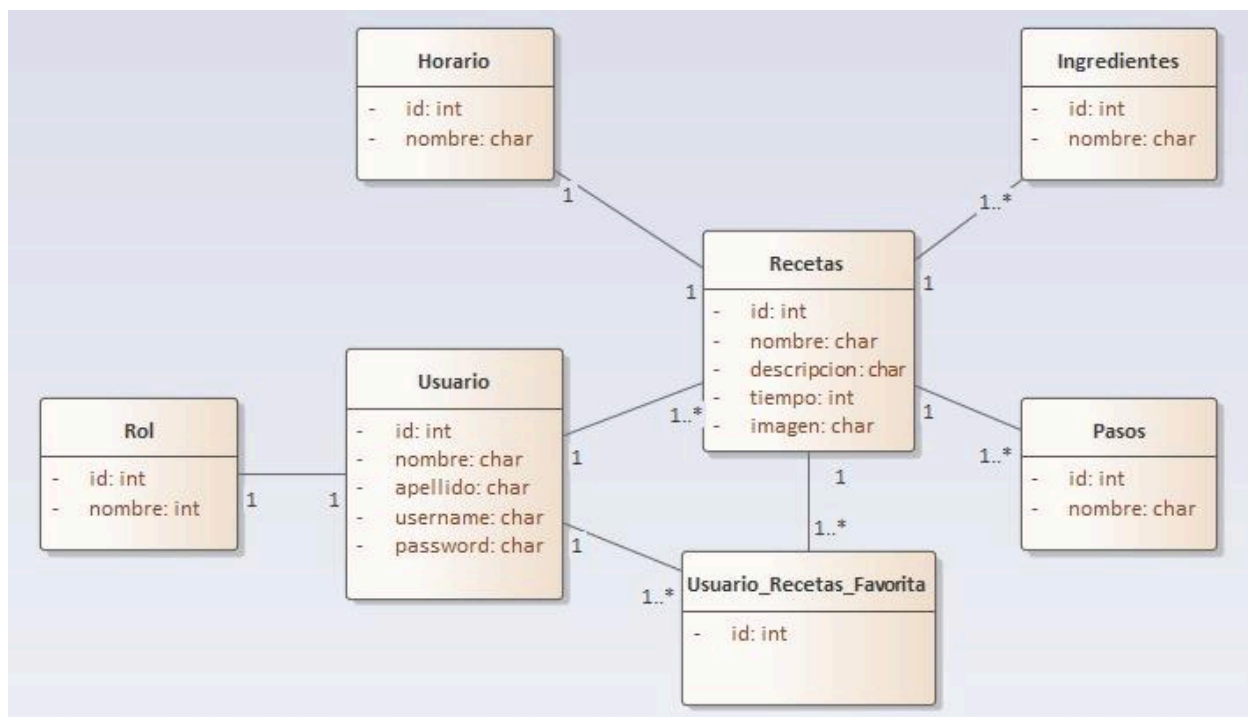 Horario
- id: int
- nombre: char
1
Ingredientes
- id: int
- nombre: char
1..*
Recetas
- id: int
- nombre: char
- descripcion: char
- tiempo: int
- imagen: char
1
1
1
1
Usuario
- id: int
- nombre: char
- apellido: char
- username: char
- password: char
1
1..*
1
1..*
1
Rol
- id: int
- nombre: int
1
Pasos
- id: int
- nombre: char
1..*
Usuario_Recetas_Favorita
- id: int
1..*